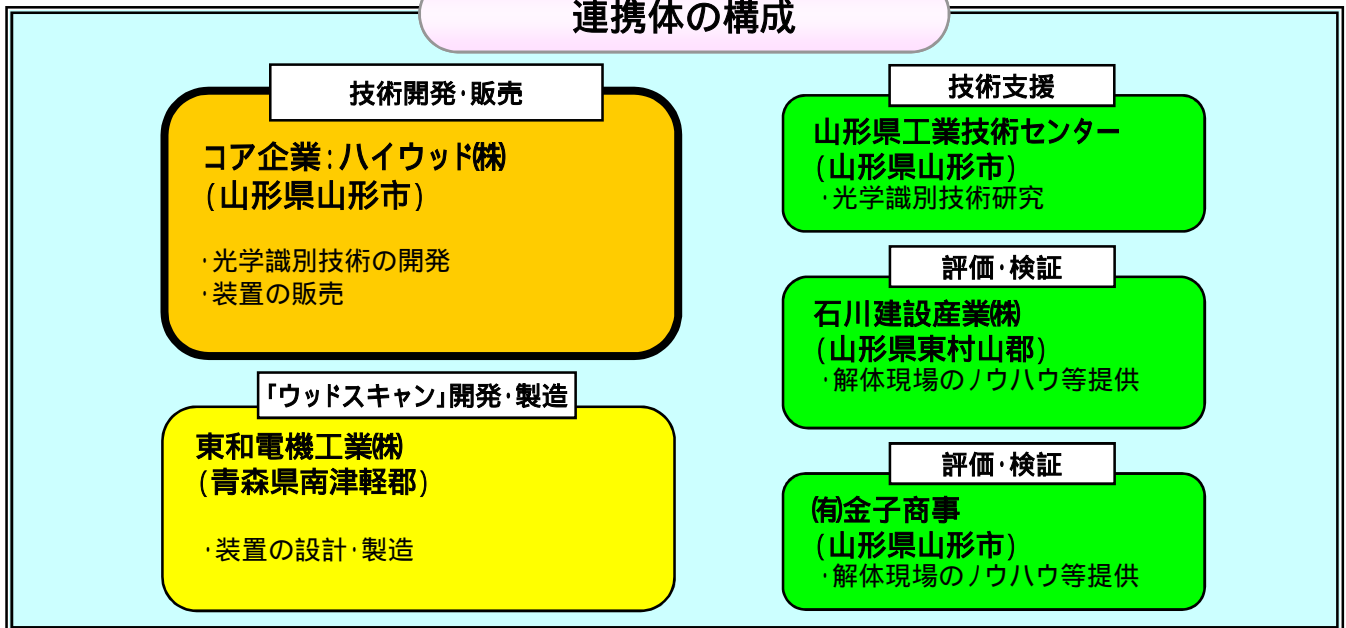 連携体の構成
技術開発・販売
コア企業:ハイウッド㈱
(山形県山形市)
・光学識別技術の開発
・装置の販売
「ウッドスキャン」開発・製造
東和電機工業㈱
(青森県南津軽郡)
・装置の設計・製造
技術支援
山形県工業技術センター
(山形県山形市)
・光学識別技術研究
評価・検証
石川建設産業㈱
(山形県東村山郡)
・解体現場のノウハウ等提供
評価・検証
㈲金子商事
(山形県山形市)
・解体現場のノウハウ等提供